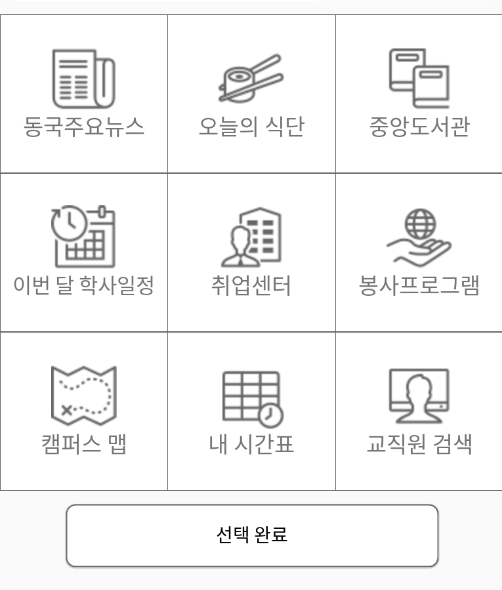 동국주요뉴스
오늘의 식단
중앙도서관
이번 달 학사일정
취업센터
봉사프로그램
캠퍼스 맵
내 시간표
교직원 검색
선택 완료